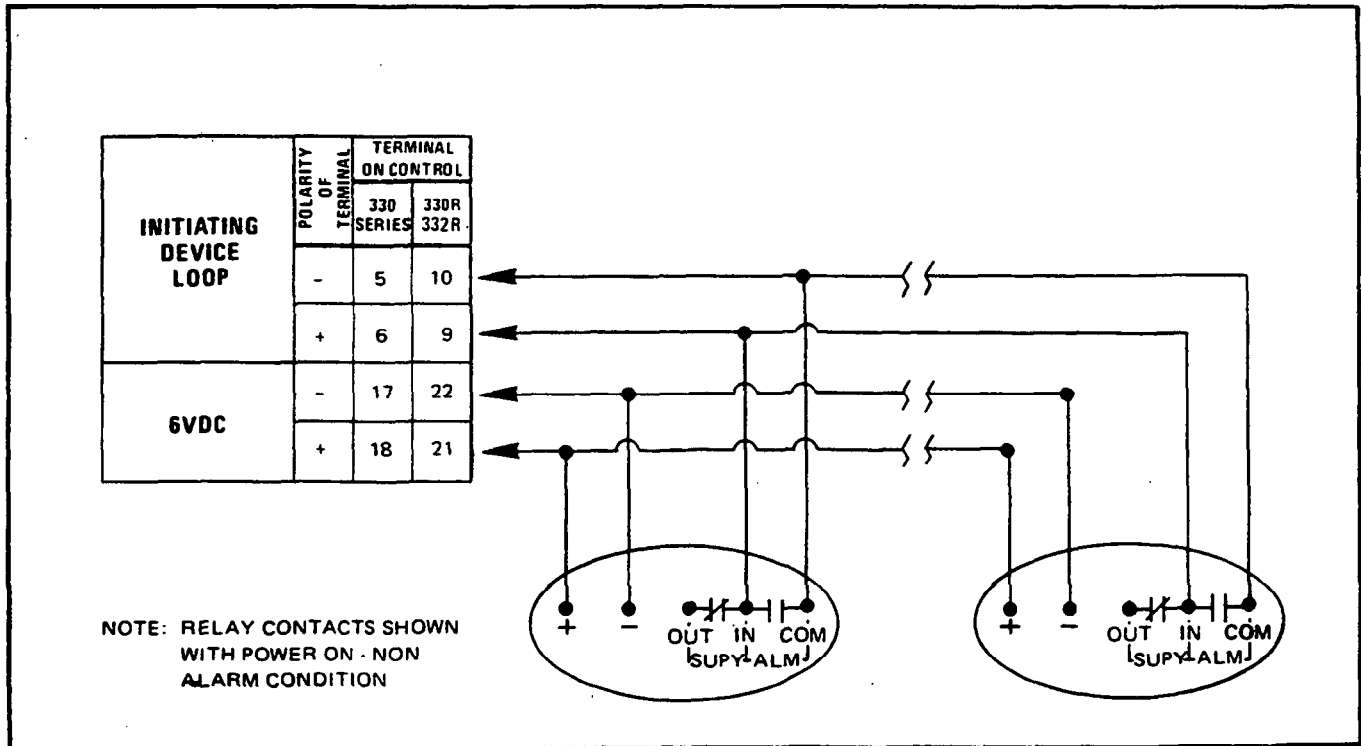 INITIATING
DEVICE
LOOP
POLARITY
OF
TERMINAL
TERMINAL
ON CONTROL
330
SERIES
330R
332R
- 5 10
+ 6 9
6VDC
- 17 22
+ 18 21
NOTE: RELAY CONTACTS SHOWN
WITH POWER ON - NON
ALARM CONDITION
+ - OUT IN COM
SUPY ALM
+ - OUT IN COM
SUPY ALM